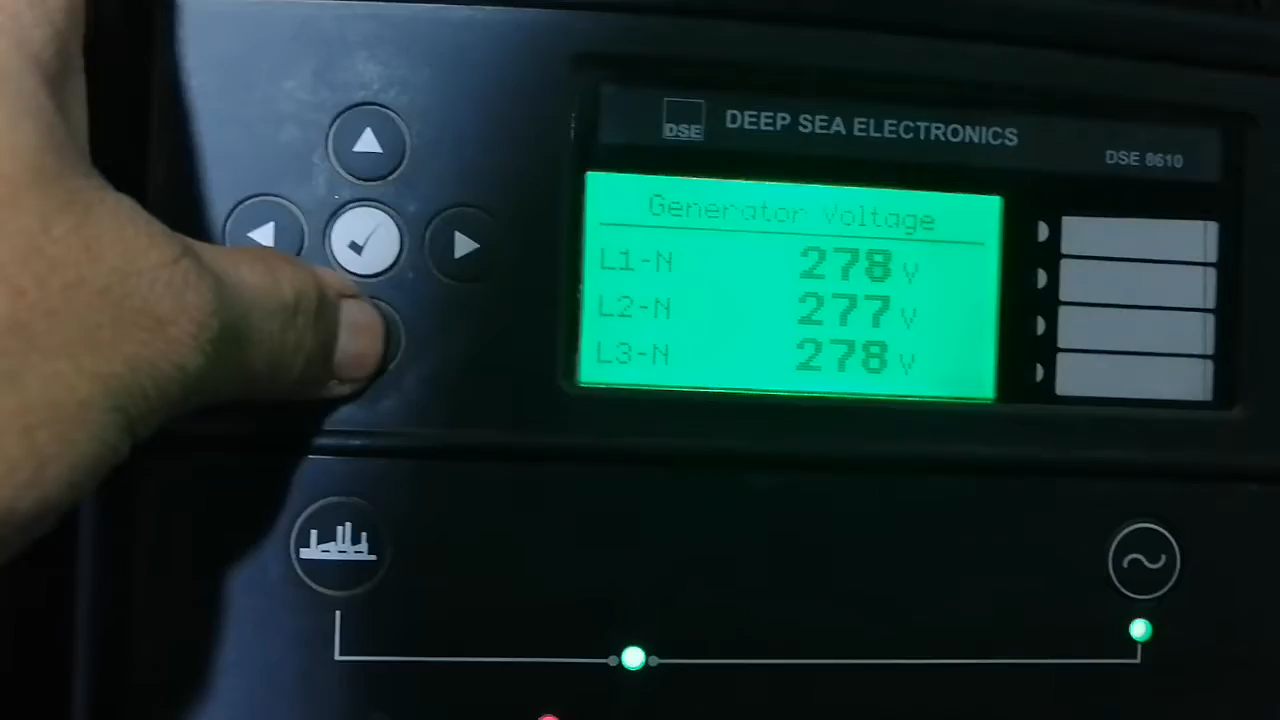 DSE DEEP SEA ELECTRONICS
DSE 8610
Generator Voltage
L1-N 278 V
L2-N 277 V
L3-N 278 V